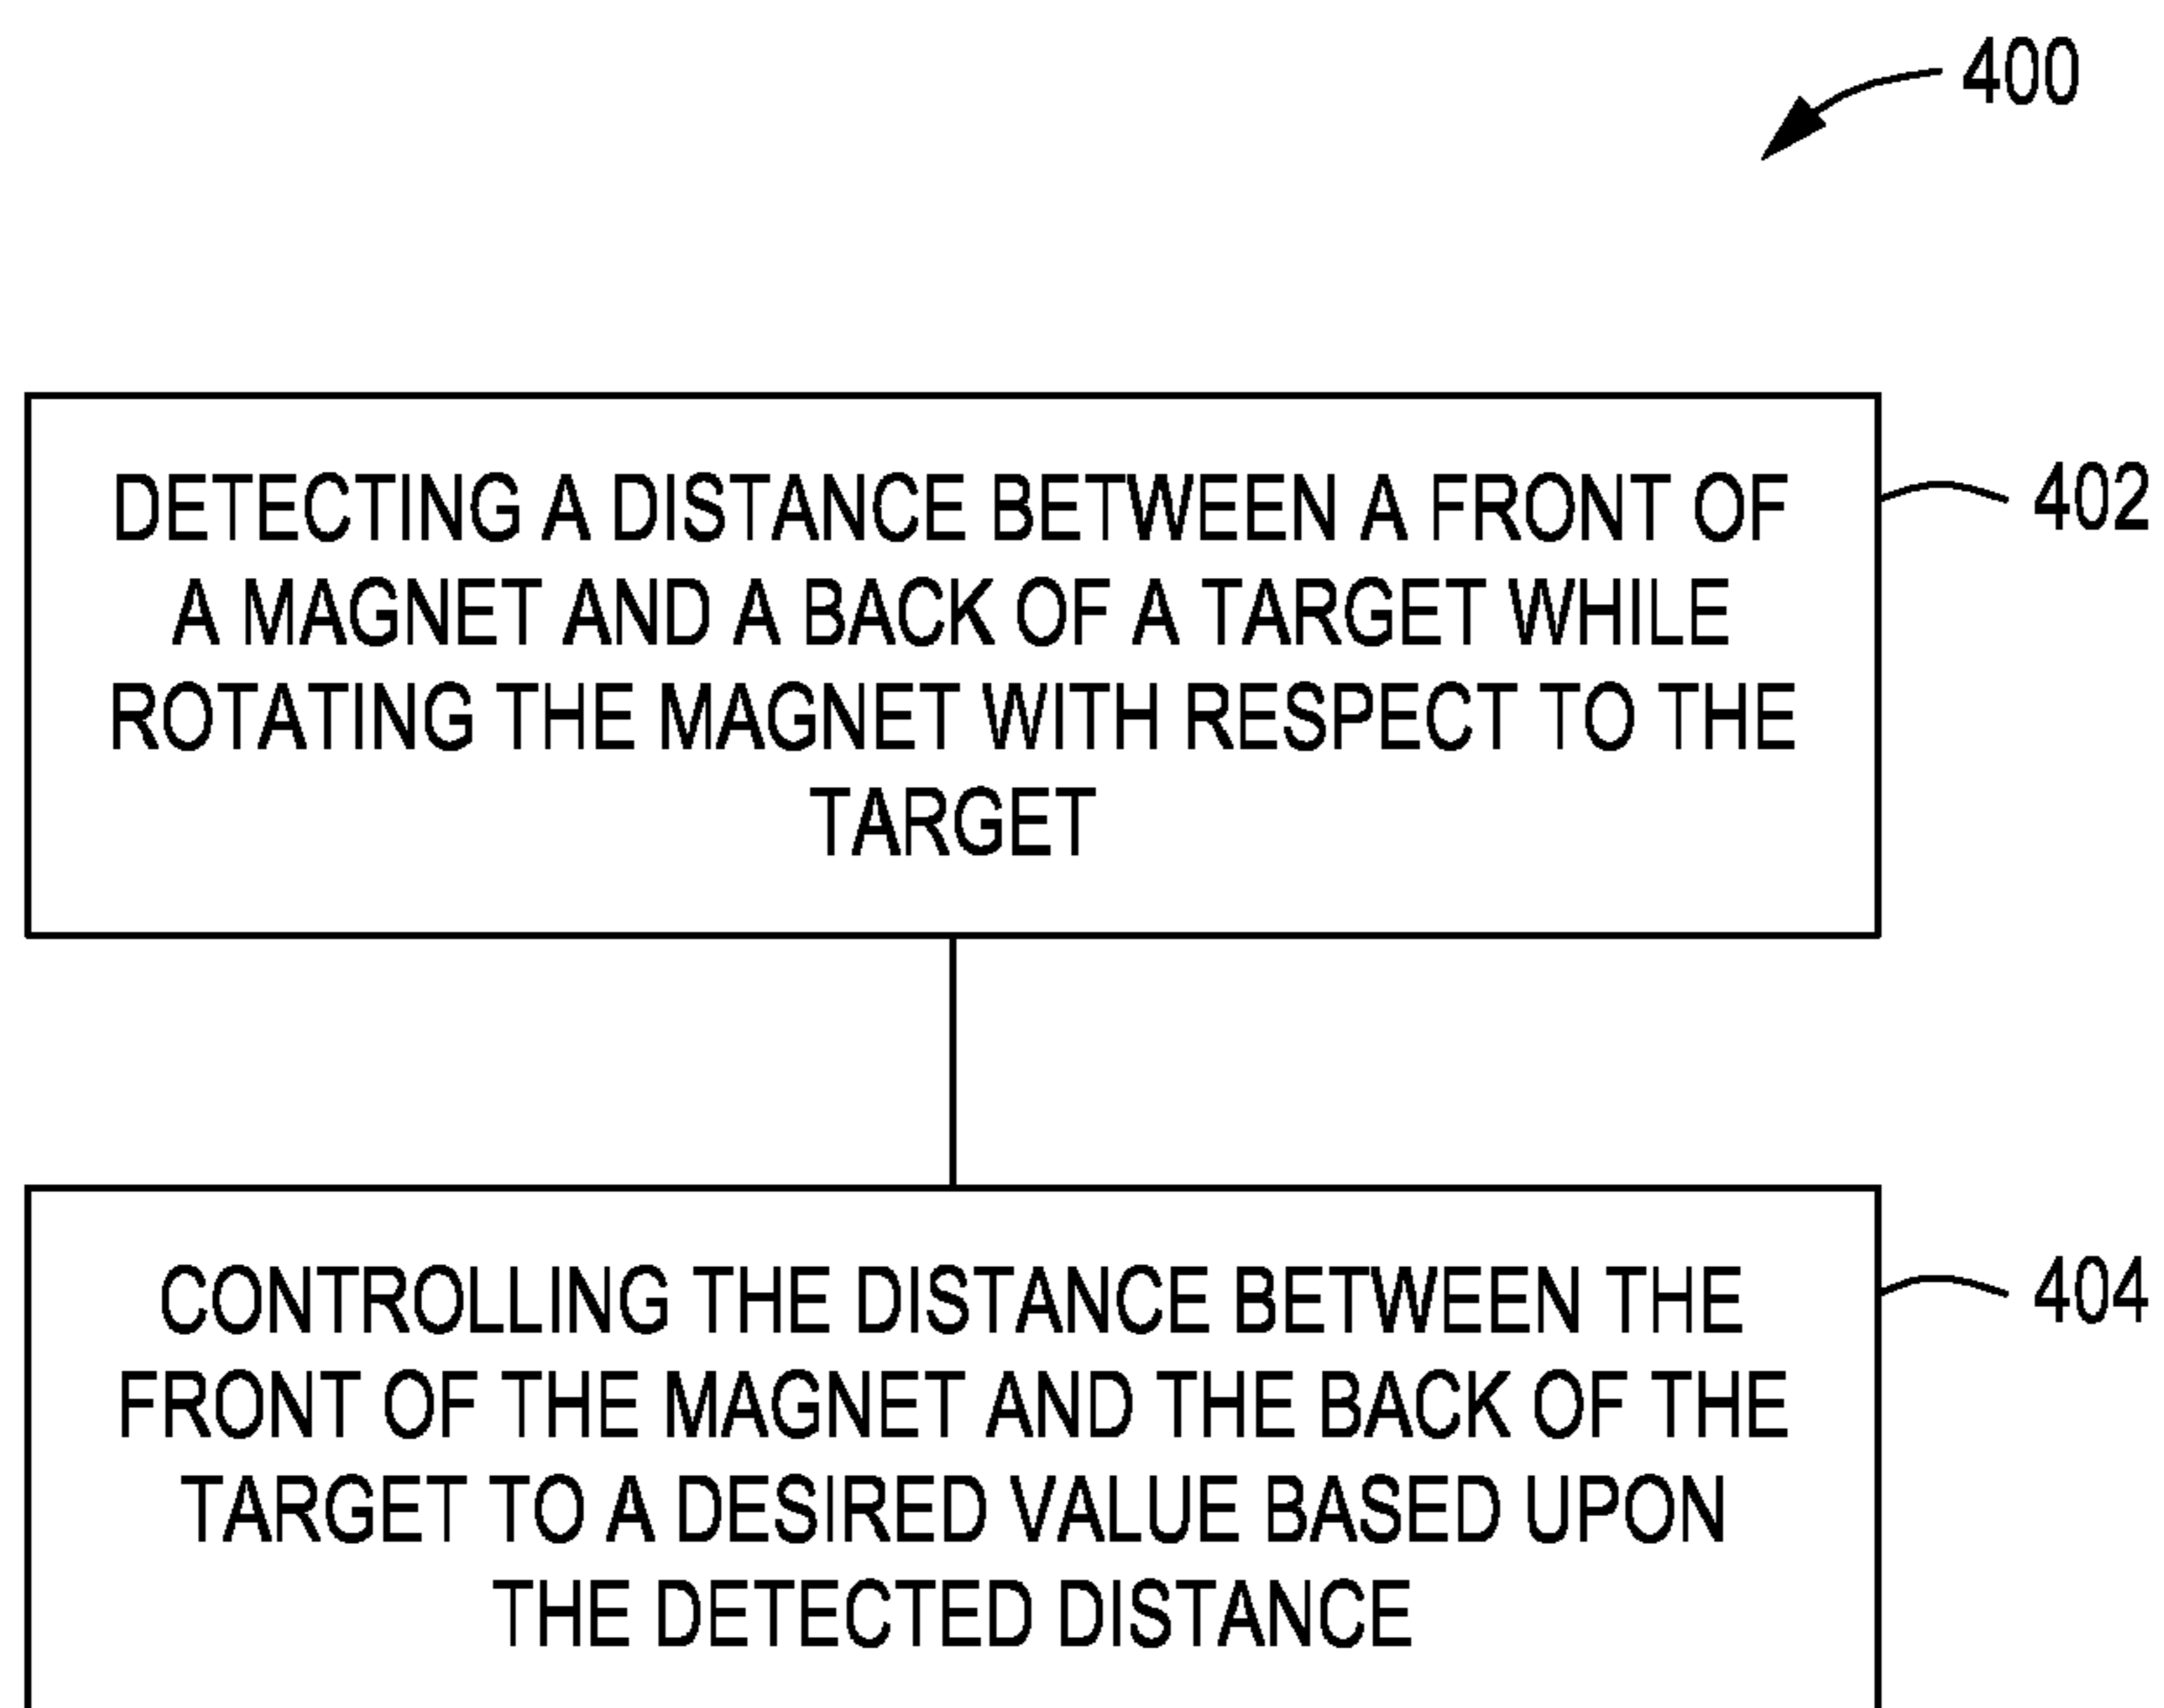 400
DETECTING A DISTANCE BETWEEN A FRONT OF
A MAGNET AND A BACK OF A TARGET WHILE
ROTATING THE MAGNET WITH RESPECT TO THE
TARGET
402
CONTROLLING THE DISTANCE BETWEEN THE
FRONT OF THE MAGNET AND THE BACK OF THE
TARGET TO A DESIRED VALUE BASED UPON
THE DETECTED DISTANCE
404